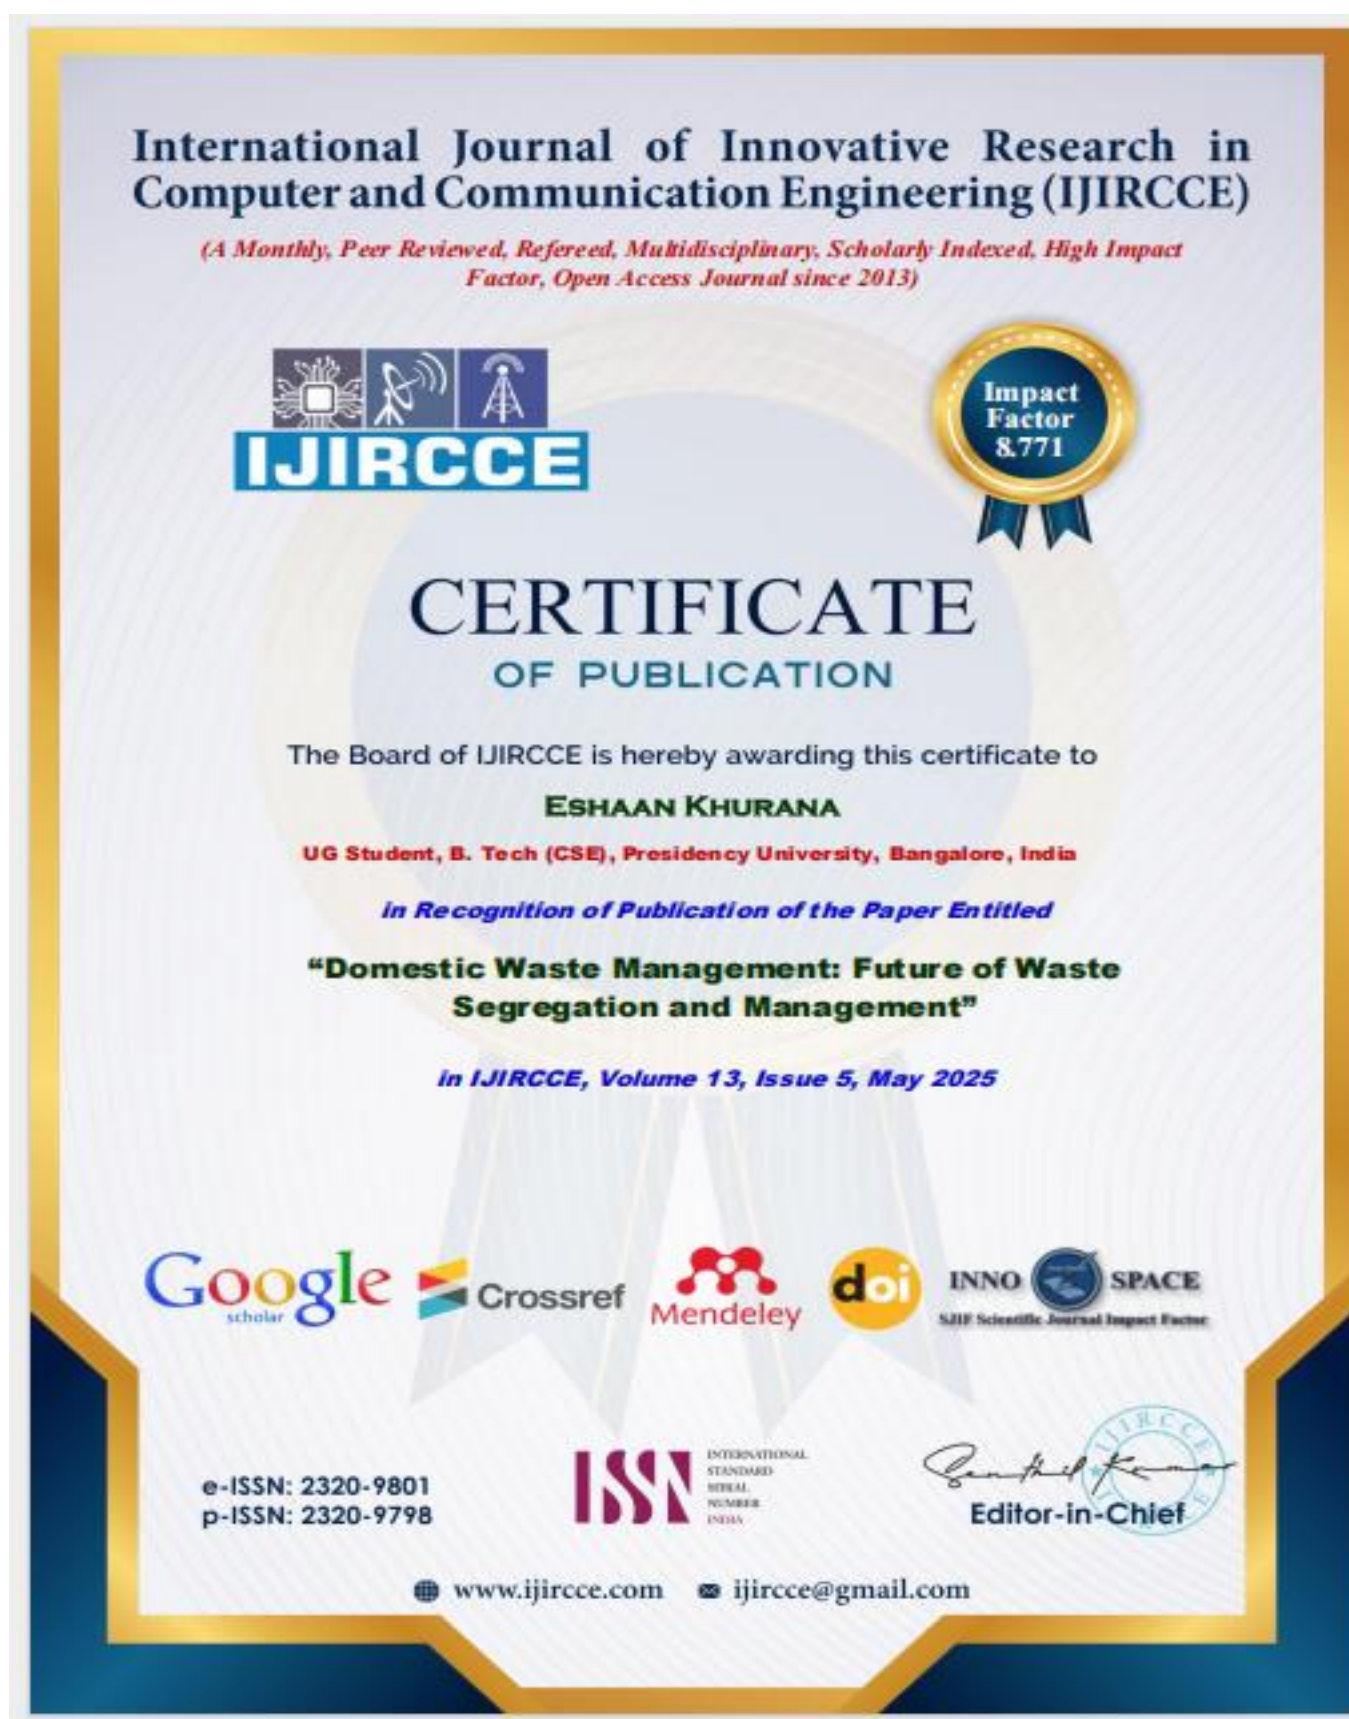 International Journal of Innovative Research in
Computer and Communication Engineering (IJIRCCE)
(A Monthly, Peer Reviewed, Refereed, Multidisciplinary, Scholarly Indexed, High Impact
Factor, Open Access Journal since 2013)
IJIRCCE
Impact
Factor
8.771
CERTIFICATE
OF PUBLICATION
The Board of IJIRCCE is hereby awarding this certificate to
ESHAAN KHURANA
UG Student, B. Tech (CSE), Presidency University, Bangalore, India
in Recognition of Publication of the Paper Entitled
“Domestic Waste Management: Future of Waste
Segregation and Management”
in IJIRCCE, Volume 13, Issue 5, May 2025
Google
scholar
Crossref
Mendeley
doi
INNO SPACE
SJIF Scientific Journal Impact Factor
e-ISSN: 2320-9801
p-ISSN: 2320-9798
ISSN
INTERNATIONAL
STANDARD
SERIAL
NUMBER
INDIA
IJIRCCE
Senthil Kumar
Editor-in-Chief
www.ijircce.com ijircce@gmail.com